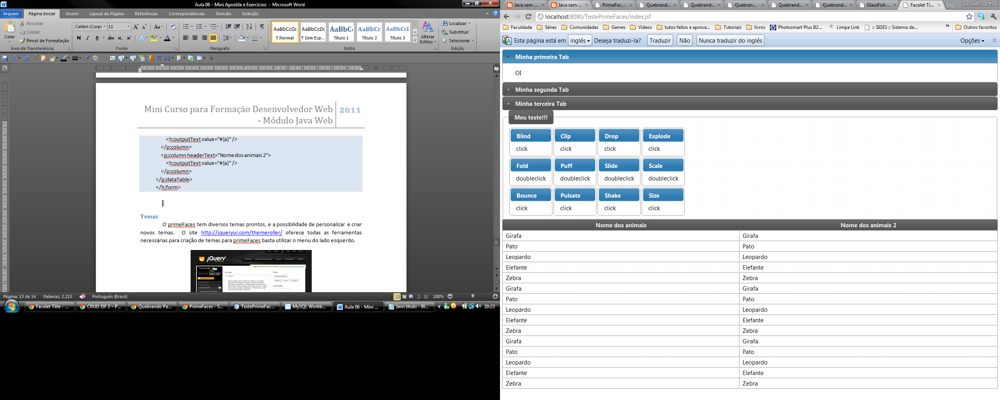 Aula 06 - Mini Apostila e Exercícios - Microsoft Word
Arquivo Página Inicial Inserir Layout da Página Referências Correspondências Revisão Exibição
Colar
Recortar
Copiar
Pincel de Formatação
Área de Transferência
Calibri (Corpo 11
N I S abc x₂ x²
Fonte
Parágrafo
AaBbCcDc AaBbCcDc AaBbCc AaBbCc AaBbCcI
¶ Normal ¶ Sem Esp... Título 1 Título 2 Título 3
Alterar Estilos
Estilo
Localizar
Substituir
Selecionar
Edição
Mini Curso para Formação Desenvolvedor Web
- Módulo Java Web
2011
<h:outputText value="#{a}" />
</p:column>
<p:column headerText="Nome dos animais 2">
<h:outputText value="#{a}" />
</p:column>
</p:dataTable>
</h:form>
Temas
O primeFaces tem diversos temas prontos, e a possibilidade de personalizar e criar
novos temas. O site http://jqueryui.com/themeroller/ oferece todas as ferramentas
necessárias para criação de temas para primeFaces basta utilizar o menu do lado esquerdo.
jQuery
ThemeRoller
Página: 13 de 14 Palavras: 2.215 Português (Brasil) 100%
Facelet Title - ... CRUD JSF 2 – P... Quebrando Pa... PrimeFaces - S... TestePrimeFac... MySQL Workb... Aula 06 - Mini ... Sem título - Bl... 20:23
Java sem ... Java sem ... PrimeFac... Quebrand... Quebrand... Quebran... Quebrand... Quebrand... GlassFish ... Facelet Ti...
localhost:8080/TestePrimeFaces/index.jsf
Faculdade Séries Comunidades Games Videos tutos feitos e aprova... Tutoriais livros Photosmart Plus B2... Limpa Link :: SIGES :: Sistema de... » Outros favoritos
Esta página está em inglês Deseja traduzi-la? Traduzir Não Nunca traduzir do inglês Opções
Minha primeira Tab
OI
Minha segunda Tab
Minha terceira Tab
Meu teste!!!
Blind Clip Drop Explode
click click click click
Fold Puff Slide Scale
doubleclick doubleclick doubleclick doubleclick
Bounce Pulsate Shake Size
click click click click
Nome dos animais Nome dos animais 2
Girafa Girafa
Pato Pato
Leopardo Leopardo
Elefante Elefante
Zebra Zebra
Girafa Girafa
Pato Pato
Leopardo Leopardo
Elefante Elefante
Zebra Zebra
Girafa Girafa
Pato Pato
Leopardo Leopardo
Elefante Elefante
Zebra Zebra